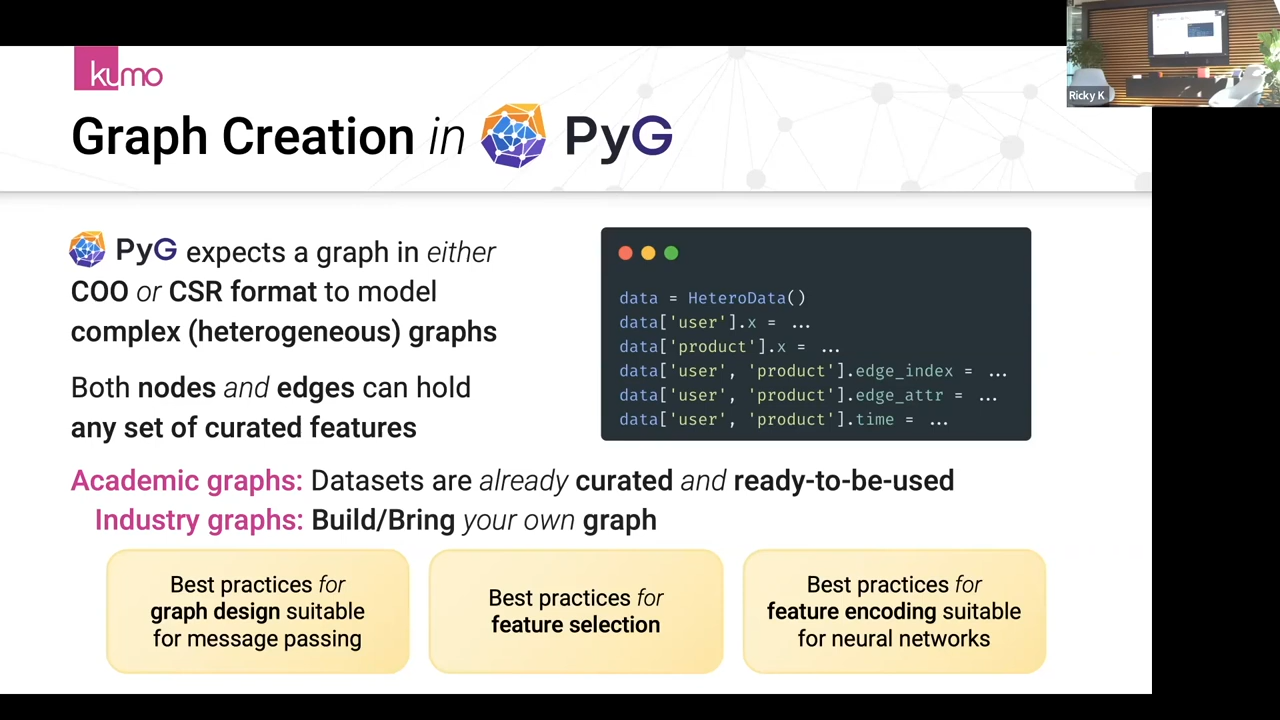 kumo
Ricky K
Graph Creation in PyG
PyG expects a graph in either
COO or CSR format to model
complex (heterogeneous) graphs
Both nodes and edges can hold
any set of curated features
data = HeteroData()
data['user'].x = ...
data['product'].x = ...
data['user', 'product'].edge_index = ...
data['user', 'product'].edge_attr = ...
data['user', 'product'].time = ...
Academic graphs: Datasets are already curated and ready-to-be-used
Industry graphs: Build/Bring your own graph
Best practices for
graph design suitable
for message passing
Best practices for
feature selection
Best practices for
feature encoding suitable
for neural networks